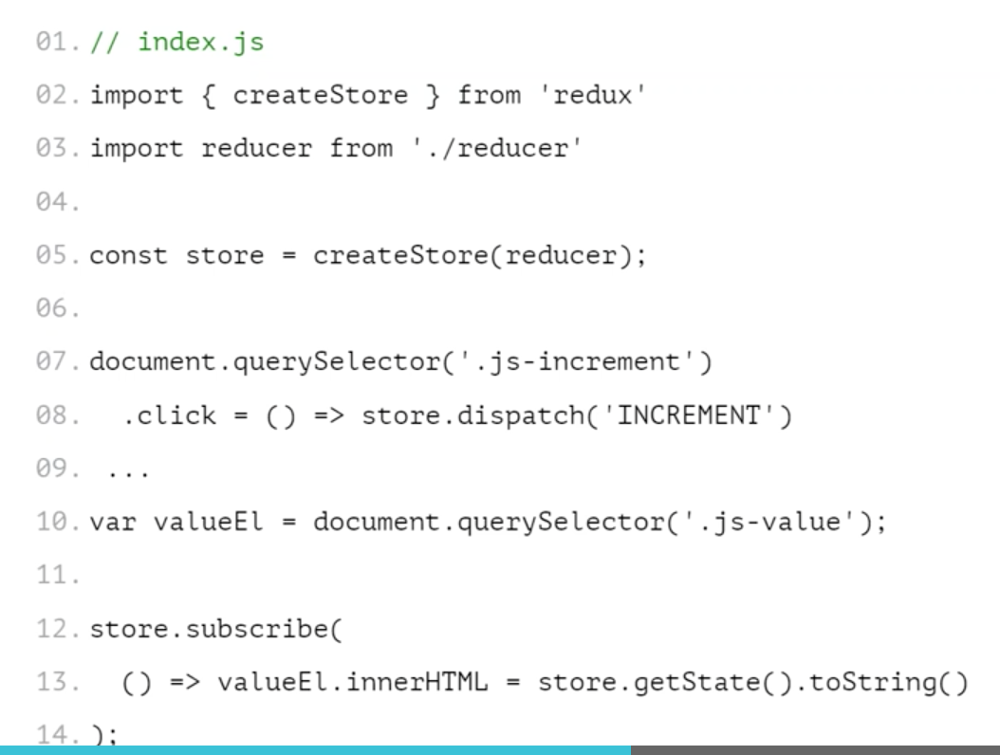 01. // index.js
02. import { createStore } from 'redux'
03. import reducer from './reducer'
04.
05. const store = createStore(reducer);
06.
07. document.querySelector('.js-increment')
08.   .click = () => store.dispatch('INCREMENT')
09.  ...
10. var valueEl = document.querySelector('.js-value');
11.
12. store.subscribe(
13.   () => valueEl.innerHTML = store.getState().toString()
14. );